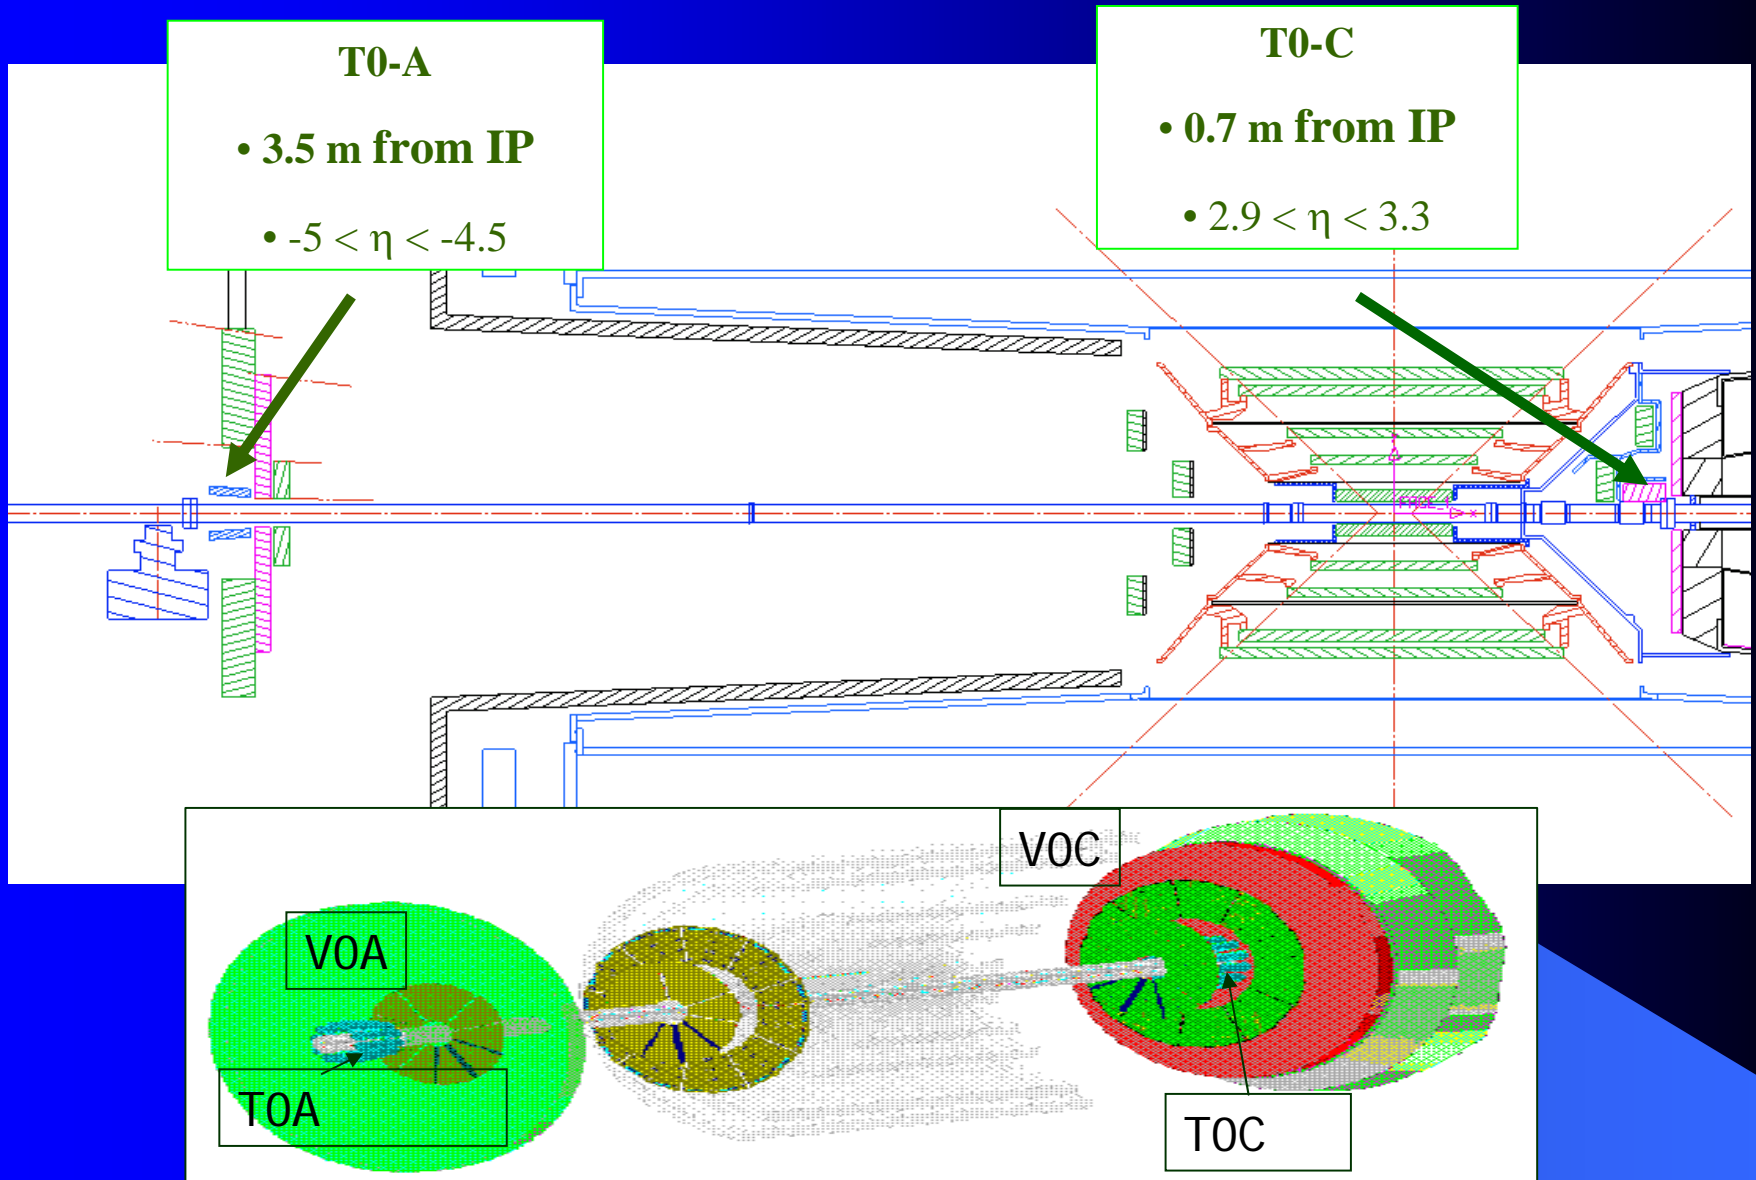 T0-A
• 3.5 m from IP
• -5 < η < -4.5
T0-C
• 0.7 m from IP
• 2.9 < η < 3.3
V0C
V0A
T0A
T0C